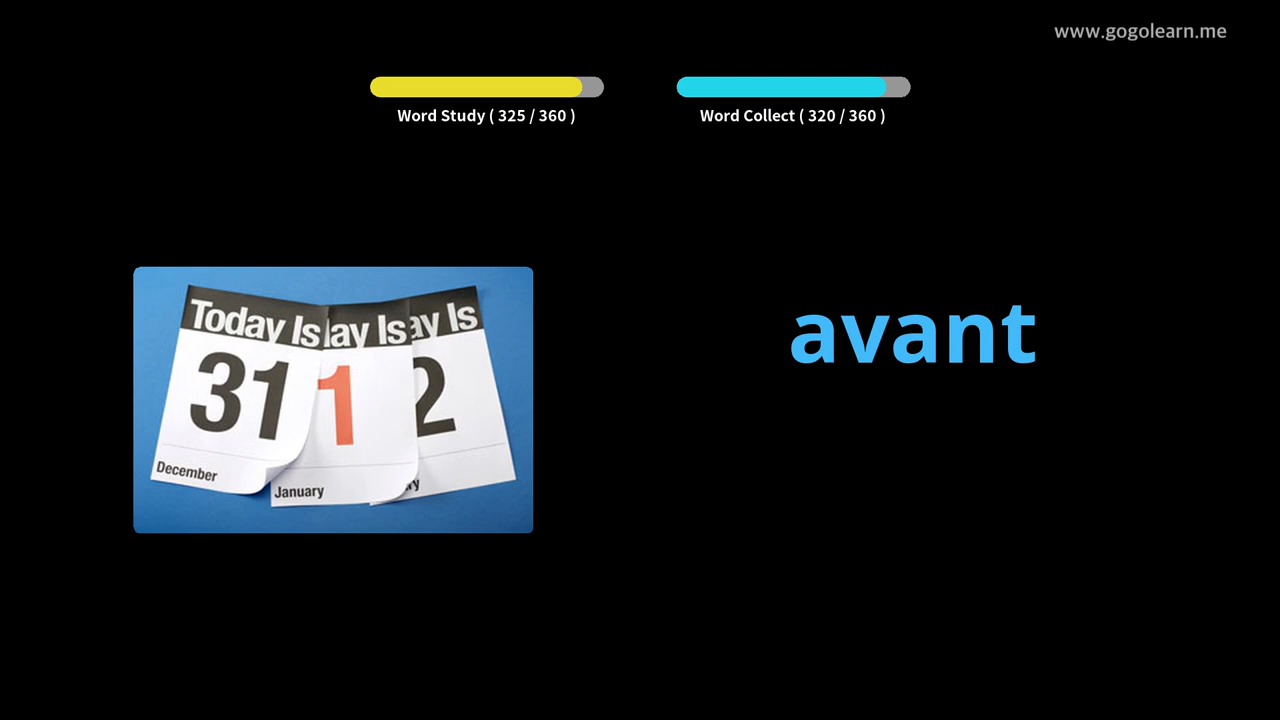 www.gogolearn.me
Word Study ( 325 / 360 )
Word Collect ( 320 / 360 )
Today Is
ay Is
ay Is
31
1
2
December
January
ry
avant